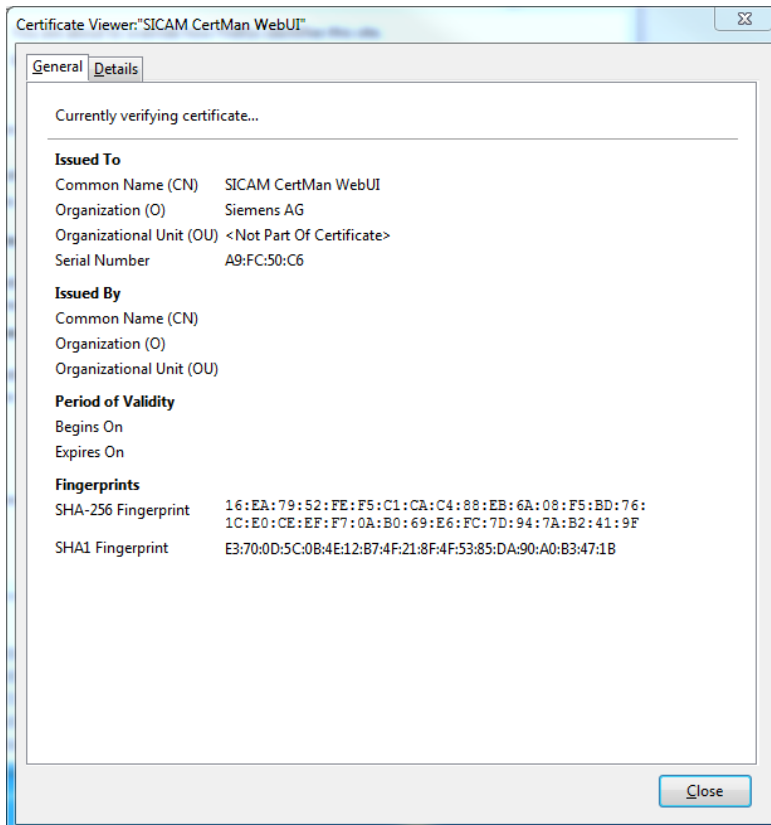 Certificate Viewer:"SICAM CertMan WebUI"
General Details
Currently verifying certificate...
Issued To
Common Name (CN) SICAM CertMan WebUI
Organization (O) Siemens AG
Organizational Unit (OU) <Not Part Of Certificate>
Serial Number A9:FC:50:C6
Issued By
Common Name (CN)
Organization (O)
Organizational Unit (OU)
Period of Validity
Begins On
Expires On
Fingerprints
SHA-256 Fingerprint 16:EA:79:52:FE:F5:C1:CA:C4:88:EB:6A:08:F5:BD:76:
1C:E0:CE:EF:F7:0A:B0:69:E6:FC:7D:94:7A:B2:41:9F
SHA1 Fingerprint E3:70:0D:5C:0B:4E:12:B7:4F:21:8F:4F:53:85:DA:90:A0:B3:47:1B
Close